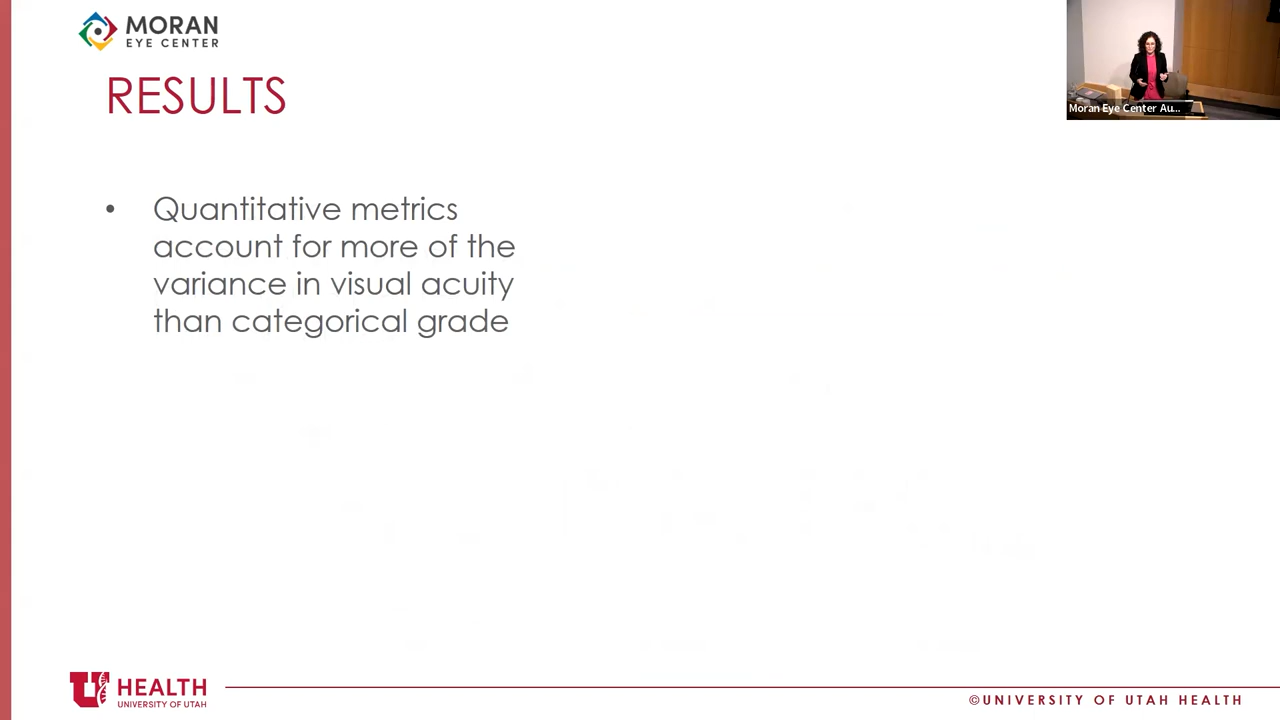 MORAN
EYE CENTER
RESULTS
Moran Eye Center Au...
• Quantitative metrics
account for more of the
variance in visual acuity
than categorical grade
U HEALTH
UNIVERSITY OF UTAH
©UNIVERSITY OF UTAH HEALTH